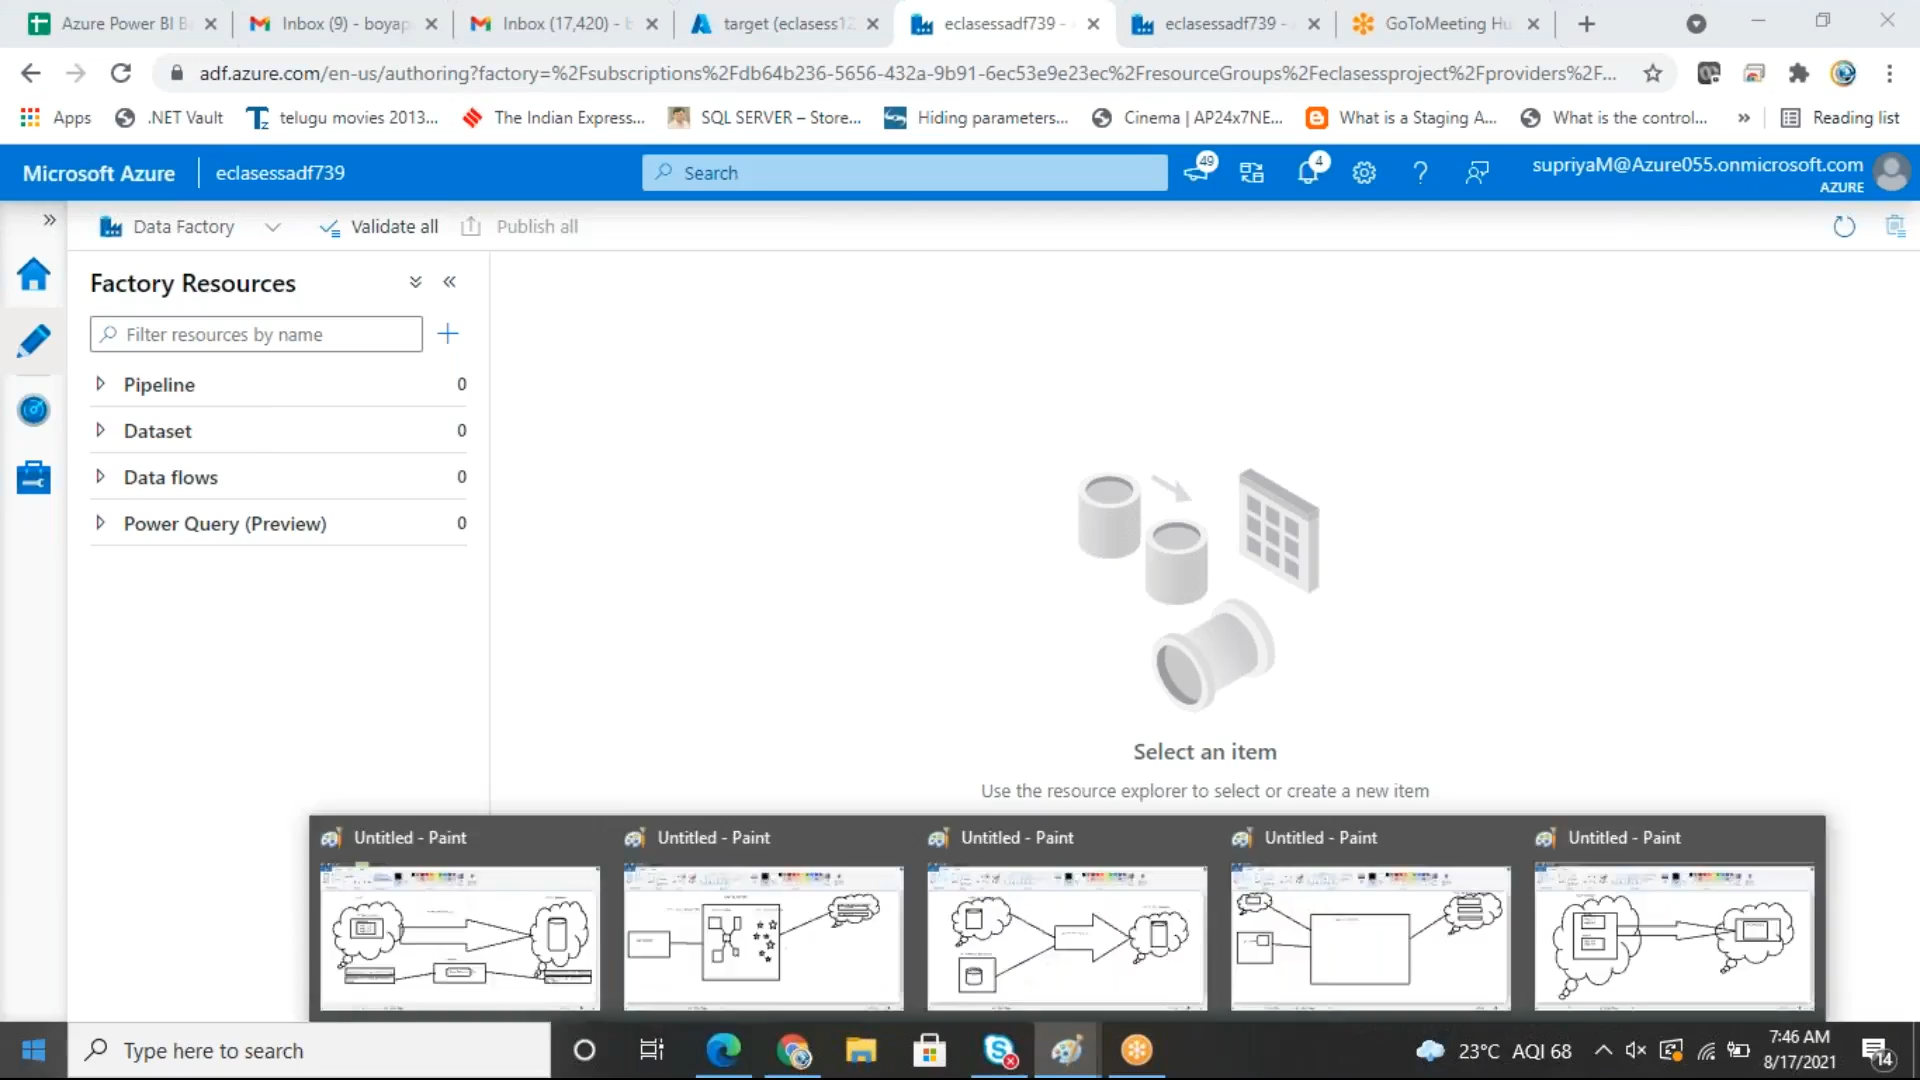 Azure Power BI B
Inbox (9) - boyap
Inbox (17,420) - b
target (eclasess12
eclasessadf739 -
eclasessadf739 -
GoToMeeting Hu
adf.azure.com/en-us/authoring?factory=%2Fsubscriptions%2Fdb64b236-5656-432a-9b91-6ec53e9e23ec%2FresourceGroups%2Feclasessproject%2Fproviders%2F...
Apps
.NET Vault
telugu movies 2013...
The Indian Express...
SQL SERVER – Store...
Hiding parameters...
Cinema | AP24x7NE...
What is a Staging A...
What is the control...
»
Reading list
Microsoft Azure
eclasessadf739
Search
49
4
supriyaM@Azure055.onmicrosoft.com
AZURE
Data Factory
Validate all
Publish all
Factory Resources
Filter resources by name
Pipeline 0
Dataset 0
Data flows 0
Power Query (Preview) 0
Select an item
Use the resource explorer to select or create a new item
Untitled - Paint
Untitled - Paint
Untitled - Paint
Untitled - Paint
Untitled - Paint
Type here to search
23°C AQI 68
7:46 AM
8/17/2021
14